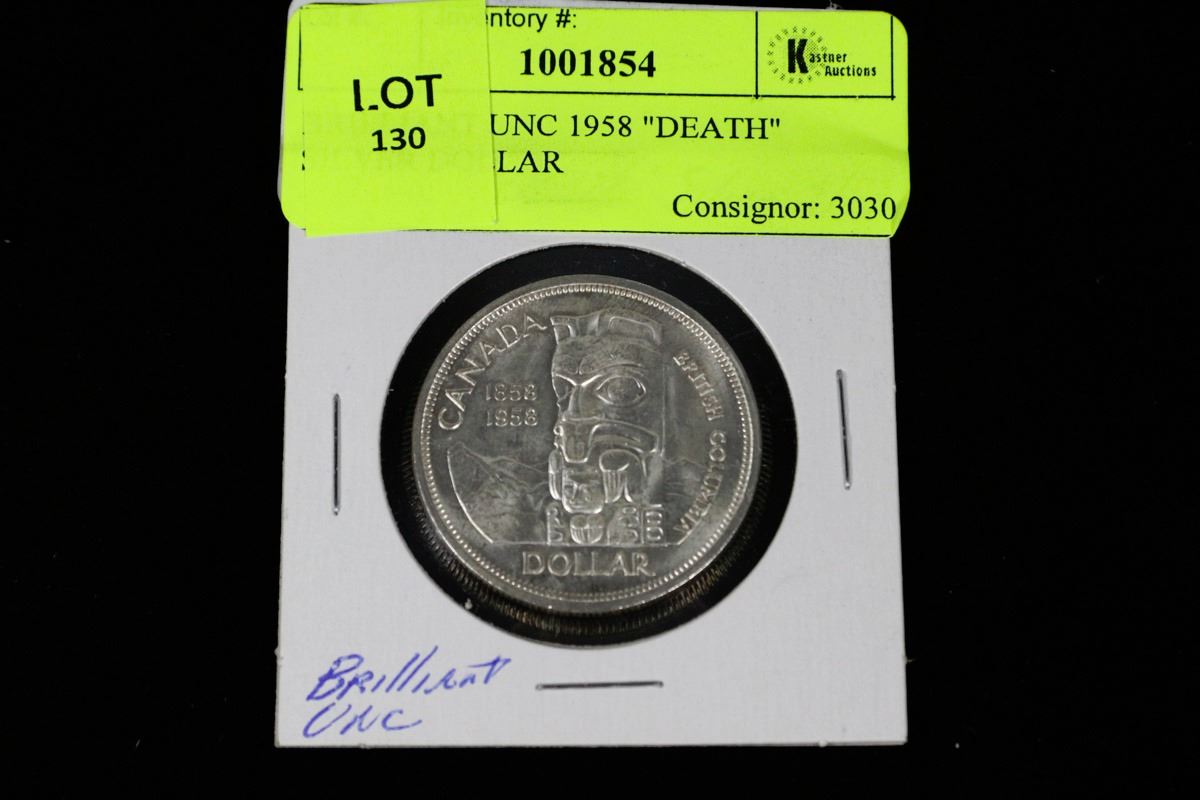 Inventory #:
1001854
Kastner
Auctions
LOT
130
UNC 1958 "DEATH"
LLAR
Consignor: 3030
CANADA
1858
1958
BRITISH COLUMBIA
DOLLAR
Brilliant
UNC